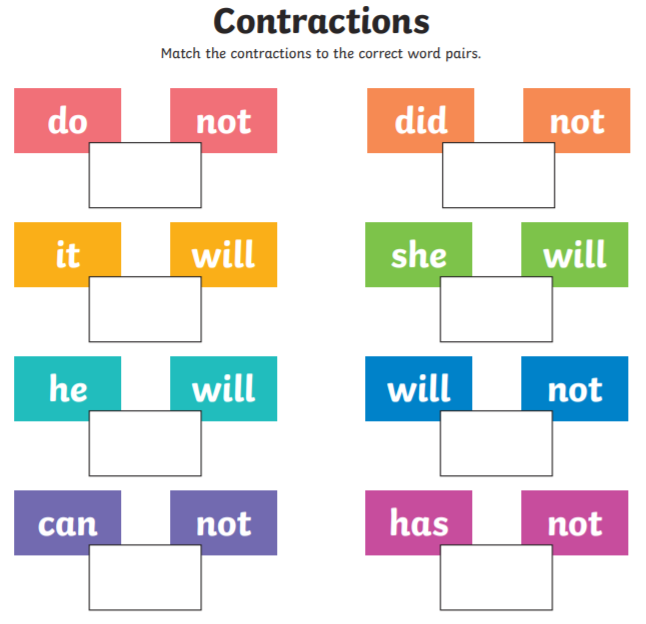 Contractions
Match the contractions to the correct word pairs.
do not did not
it will she will
he will will not
can not has not